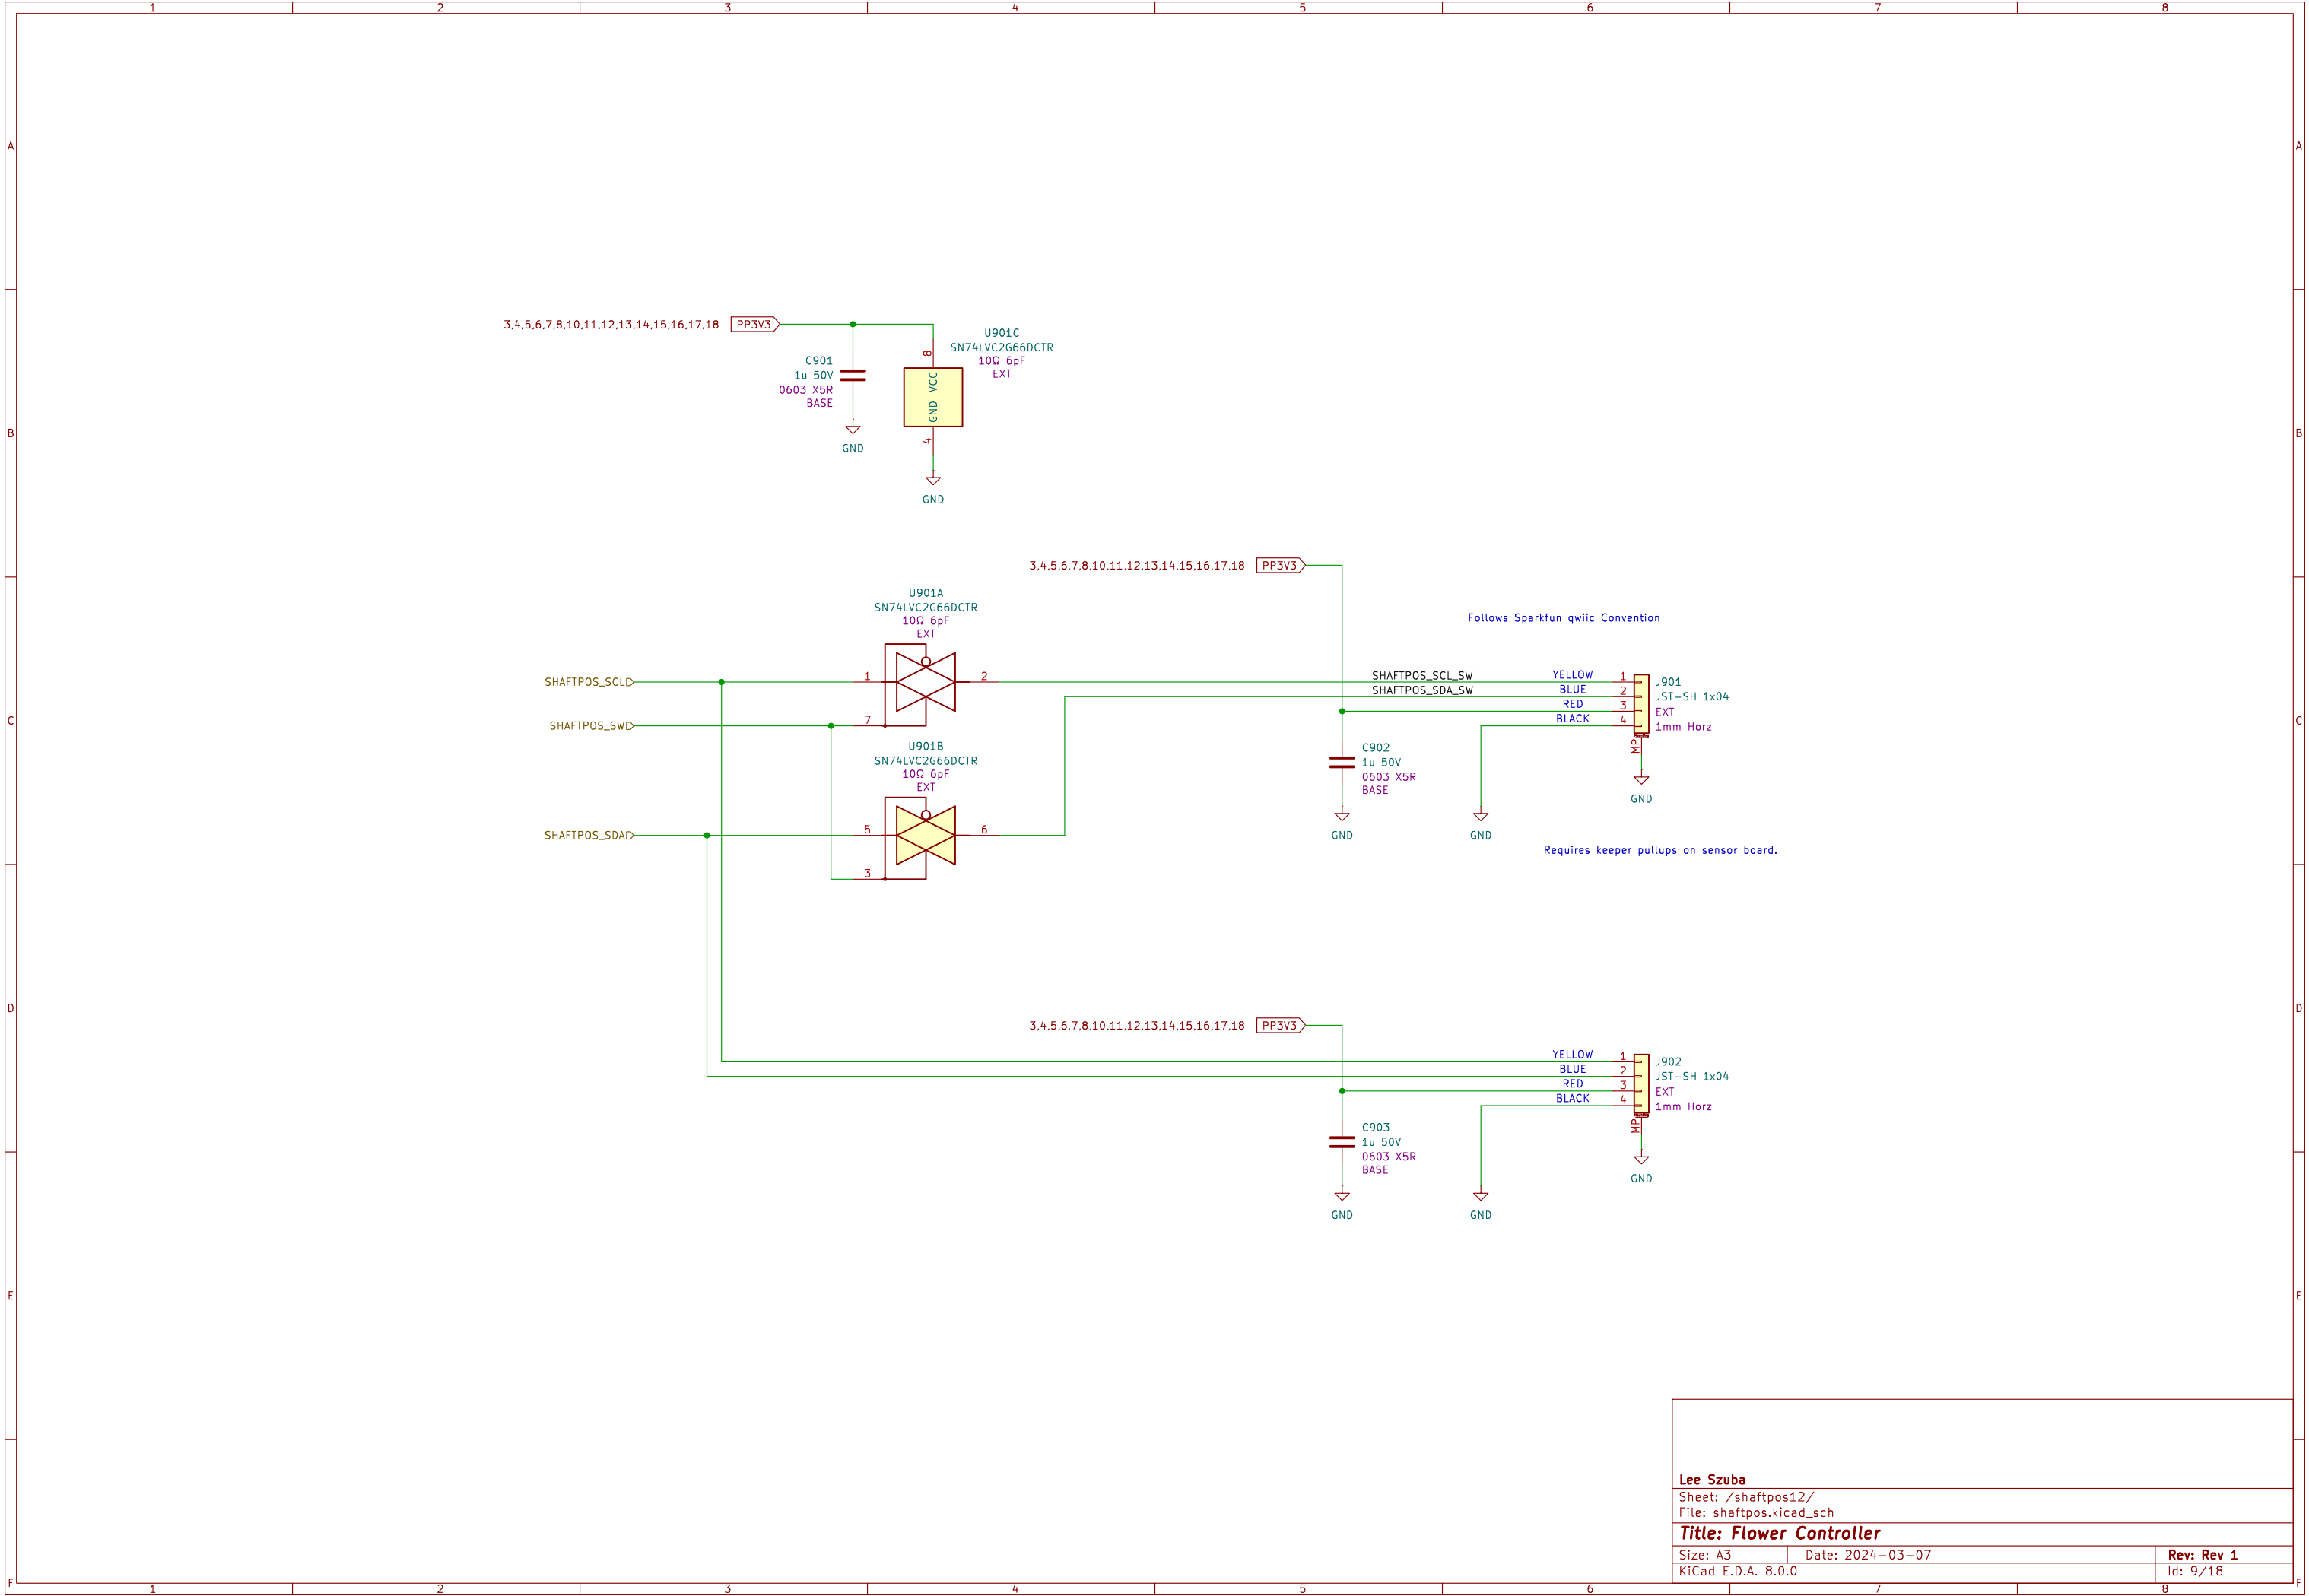 1 2 3 4 5 6 7 8
A A
3,4,5,6,7,8,10,11,12,13,14,15,16,17,18 PP3V3
U901C
SN74LVC2G66DCTR
10Ω 6pF
EXT
8
VCC
GND
4
C901
1u 50V
0603 X5R
BASE
GND
GND
B B
3,4,5,6,7,8,10,11,12,13,14,15,16,17,18 PP3V3
U901A
SN74LVC2G66DCTR
10Ω 6pF
EXT
Follows Sparkfun qwiic Convention
SHAFTPOS_SCL 1 2 SHAFTPOS_SCL_SW YELLOW 1 J901
SHAFTPOS_SDA_SW BLUE 2 JST-SH 1x04
RED 3 EXT
SHAFTPOS_SW 7 BLACK 4 1mm Horz
MP
C C
U901B
SN74LVC2G66DCTR
10Ω 6pF
EXT
C902
1u 50V
0603 X5R
BASE
GND
SHAFTPOS_SDA 5 6 GND GND
3
Requires keeper pullups on sensor board.
D D
3,4,5,6,7,8,10,11,12,13,14,15,16,17,18 PP3V3
YELLOW 1 J902
BLUE 2 JST-SH 1x04
RED 3 EXT
BLACK 4 1mm Horz
MP
C903
1u 50V
0603 X5R
BASE
GND
GND GND
E E
Lee Szuba
Sheet: /shaftpos12/
File: shaftpos.kicad_sch
Title: Flower Controller
Size: A3 Date: 2024-03-07 Rev: Rev 1
KiCad E.D.A. 8.0.0 Id: 9/18
F F
1 2 3 4 5 6 7 8